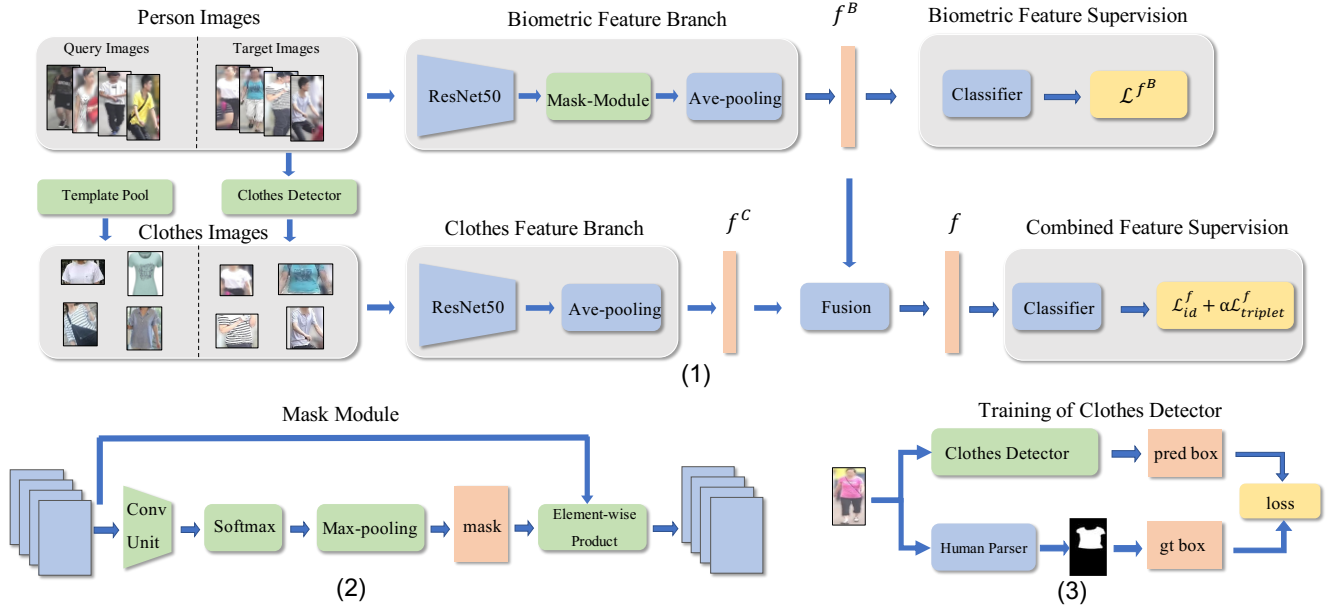 Person Images
Query Images
Target Images
Biometric Feature Branch
ResNet50
Mask-Module
Ave-pooling
f^B
Biometric Feature Supervision
Classifier
ℒ^{f^B}
Template Pool
Clothes Detector
Clothes Images
Clothes Feature Branch
ResNet50
Ave-pooling
f^C
Fusion
f
Combined Feature Supervision
Classifier
ℒ_{id}^f + αℒ_{triplet}^f
(1)
Mask Module
Conv
Unit
Softmax
Max-pooling
mask
Element-wise
Product
(2)
Training of Clothes Detector
Clothes Detector
pred box
loss
Human Parser
gt box
(3)